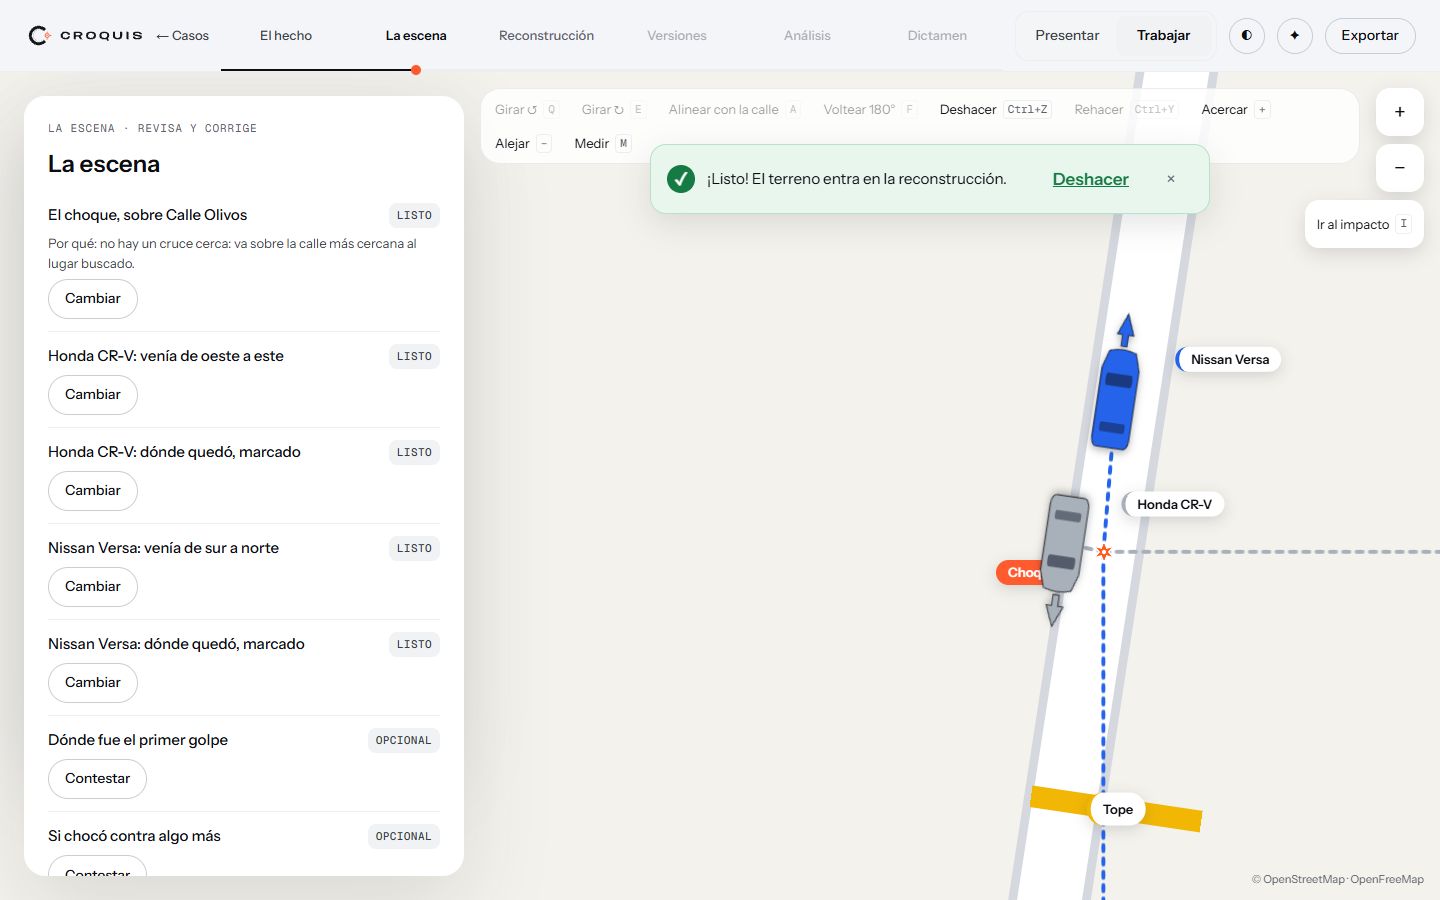 CROQUIS
← Casos
El hecho
La escena
Reconstrucción
Versiones
Análisis
Dictamen
Presentar
Trabajar
Exportar
LA ESCENA · REVISA Y CORRIGE
La escena
El choque, sobre Calle Olivos
LISTO
Por qué: no hay un cruce cerca: va sobre la calle más cercana al
lugar buscado.
Cambiar
Honda CR-V: venía de oeste a este
LISTO
Cambiar
Honda CR-V: dónde quedó, marcado
LISTO
Cambiar
Nissan Versa: venía de sur a norte
LISTO
Cambiar
Nissan Versa: dónde quedó, marcado
LISTO
Cambiar
Dónde fue el primer golpe
OPCIONAL
Contestar
Si chocó contra algo más
OPCIONAL
Contestar
Girar ↺ Q
Girar ↻ E
Alinear con la calle A
Voltear 180° F
Deshacer Ctrl+Z
Rehacer Ctrl+Y
Acercar +
Alejar −
Medir M
¡Listo! El terreno entra en la reconstrucción.
Deshacer
×
+
−
Ir al impacto I
Nissan Versa
Honda CR-V
Choq
Tope
© OpenStreetMap · OpenFreeMap